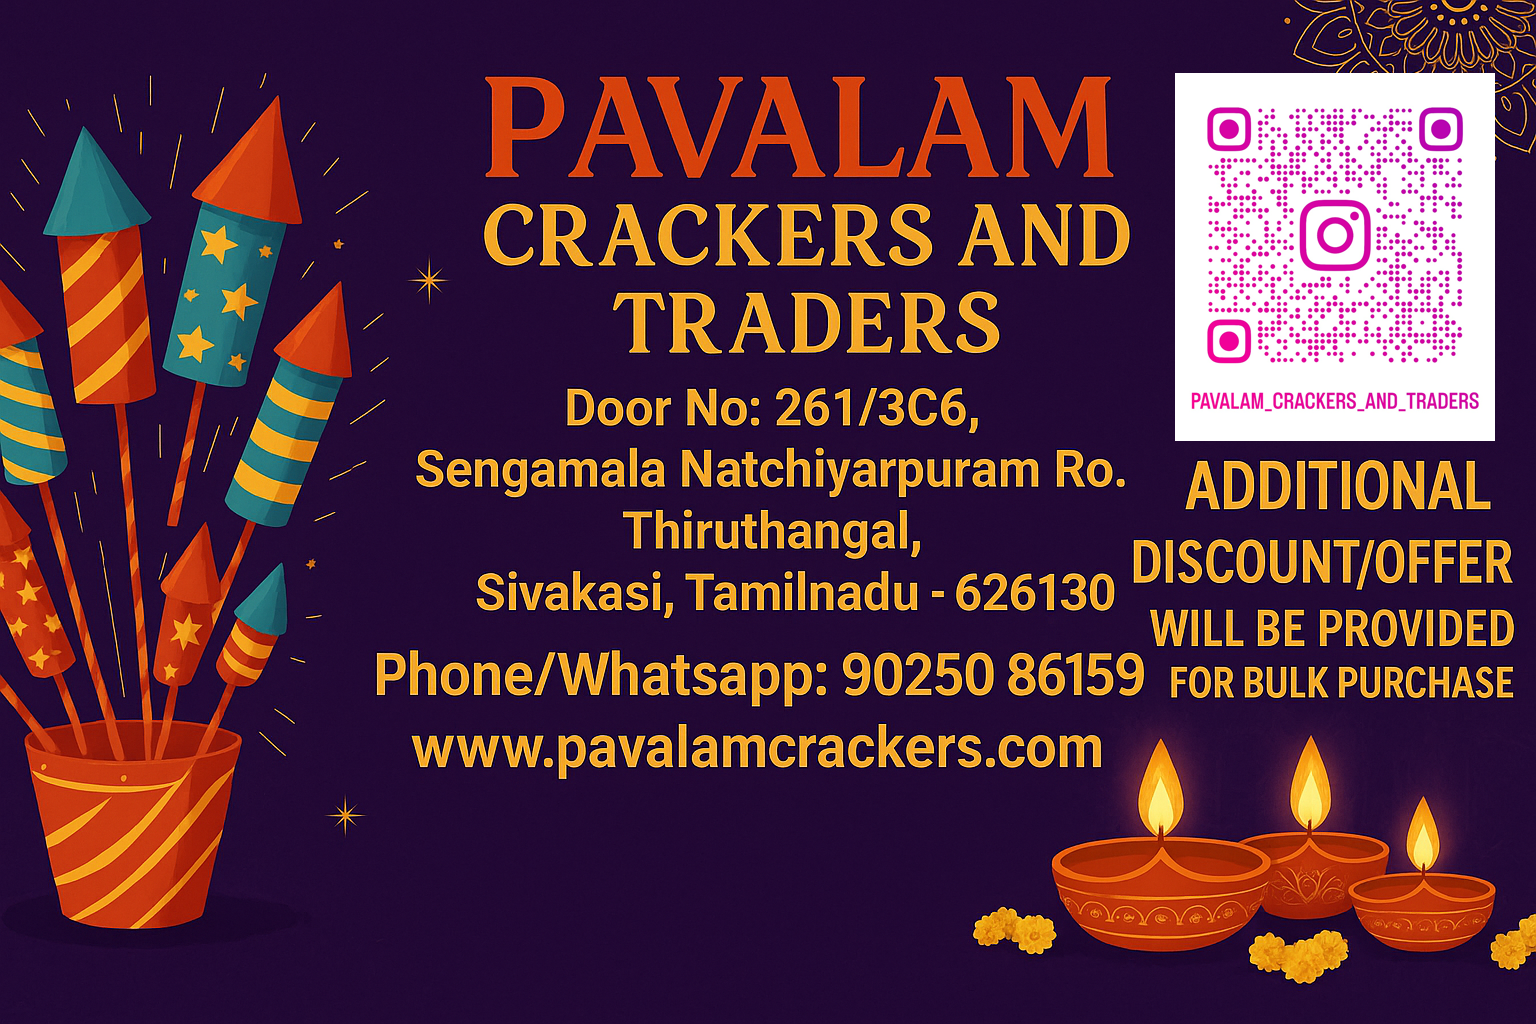 PAVALAM
CRACKERS AND
TRADERS
Door No: 261/3C6,
Sengamala Natchiyarpuram Ro.
Thiruthangal,
Sivakasi, Tamilnadu - 626130
Phone/Whatsapp: 90250 86159
www.pavalamcrackers.com
PAVALAM_CRACKERS_AND_TRADERS
ADDITIONAL
DISCOUNT/OFFER
WILL BE PROVIDED
FOR BULK PURCHASE